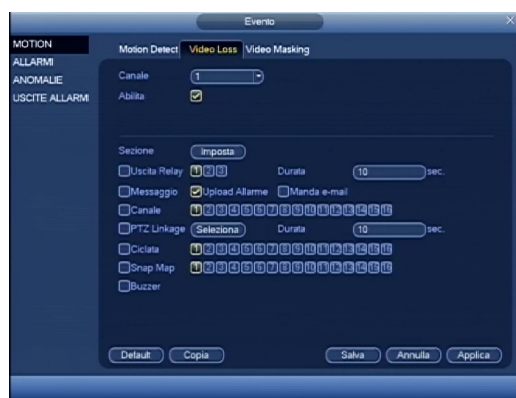 Evento
MOTION
ALLARMI
ANOMALIE
USCITE ALLARMI
Motion Detect Video Loss Video Masking
Canale 1
Abilita
Sezione Imposta
Uscita Relay 1 2 3 Durata 10 sec.
Messaggio Upload Allarme Manda e-mail
Canale 1 2 3 4 5 6 7 8 9 10 11 12 13 14 15 16
PTZ Linkage Seleziona Durata 10 sec.
Ciclata 1 2 3 4 5 6 7 8 9 10 11 12 13 14 15 16
Snap Map 1 2 3 4 5 6 7 8 9 10 11 12 13 14 15 16
Buzzer
Default Copia Salva Annulla Applica